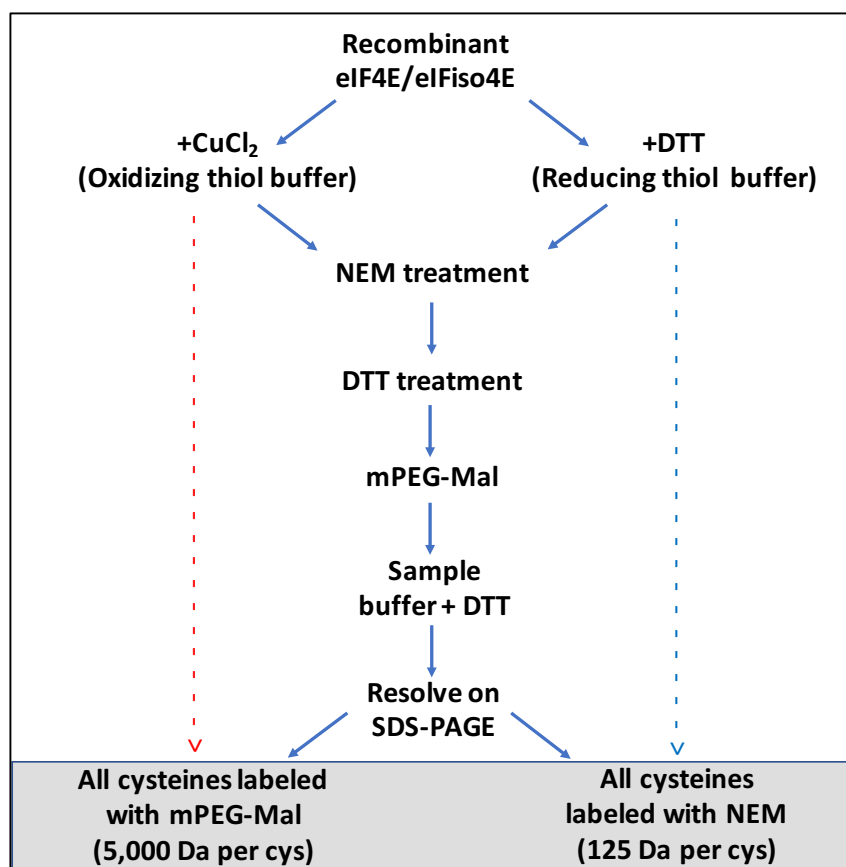 Recombinant
eIF4E/eIFiso4E
+CuCl₂
(Oxidizing thiol buffer)
+DTT
(Reducing thiol buffer)
NEM treatment
DTT treatment
mPEG-Mal
Sample
buffer + DTT
Resolve on
SDS-PAGE
All cysteines labeled
with mPEG-Mal
(5,000 Da per cys)
All cysteines
labeled with NEM
(125 Da per cys)